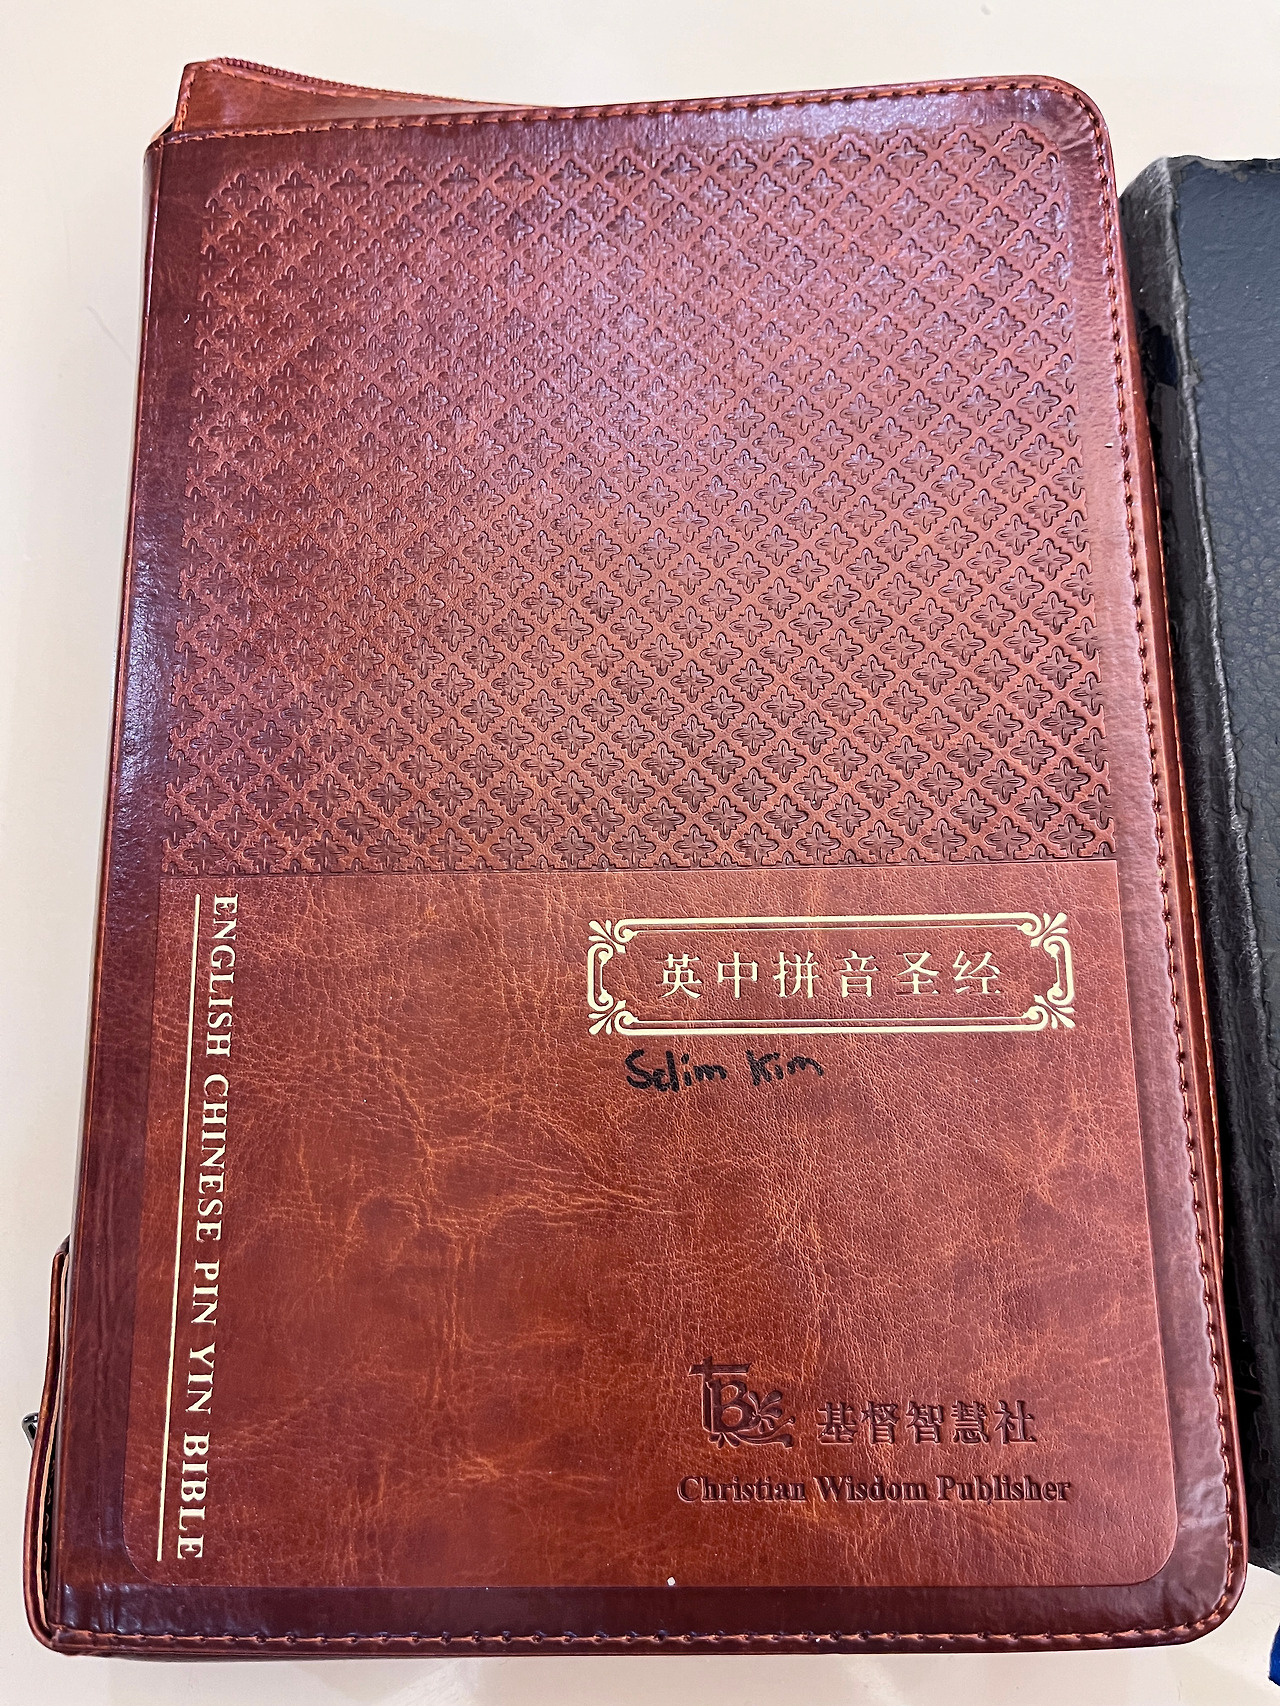 英中拼音圣经
Selim Kim
ENGLISH CHINESE PIN YIN BIBLE
基督智慧社
Christian Wisdom Publisher